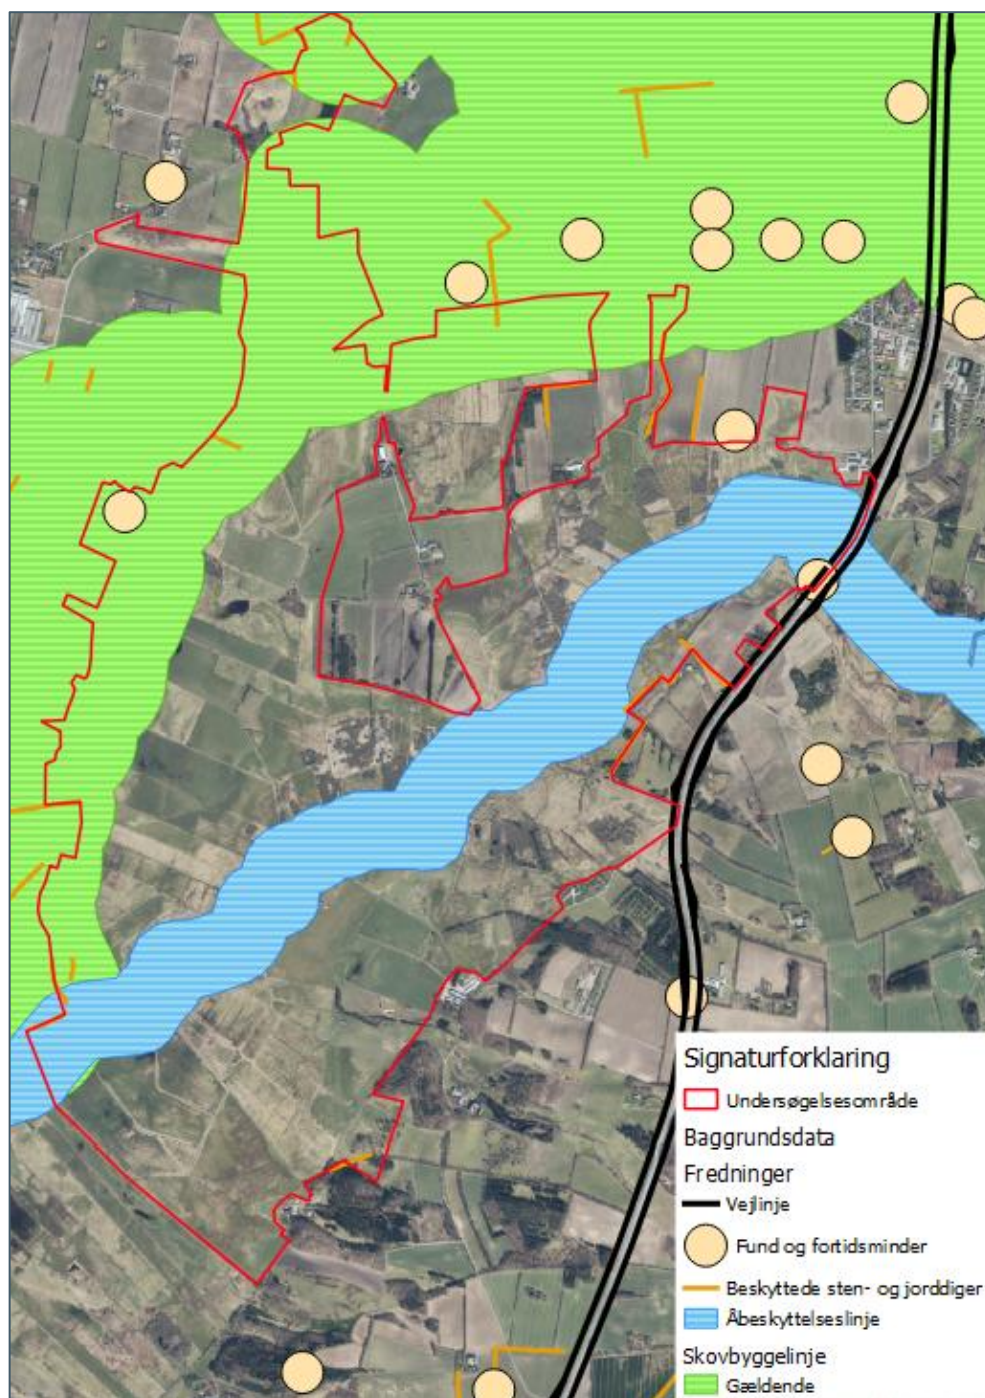 Signaturforklaring
Undersøgelsesområde
Baggrundsdata
Fredninger
Vejlinje
Fund og fortidsminder
Beskyttede sten- og jorddiger
Åbeskyttelseslinje
Skovbyggelinje
Gældende